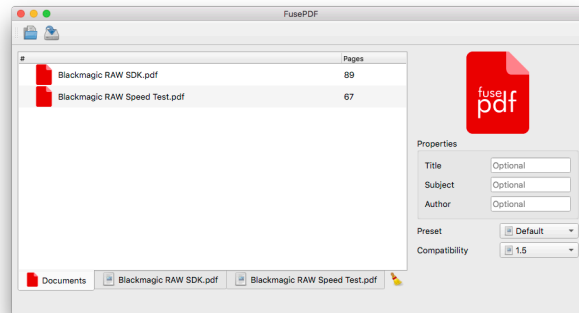 FusePDF
# Pages
Blackmagic RAW SDK.pdf 89
Blackmagic RAW Speed Test.pdf 67
fuse
pdf
Properties
Title Optional
Subject Optional
Author Optional
Preset Default
Compatibility 1.5
Documents Blackmagic RAW SDK.pdf Blackmagic RAW Speed Test.pdf